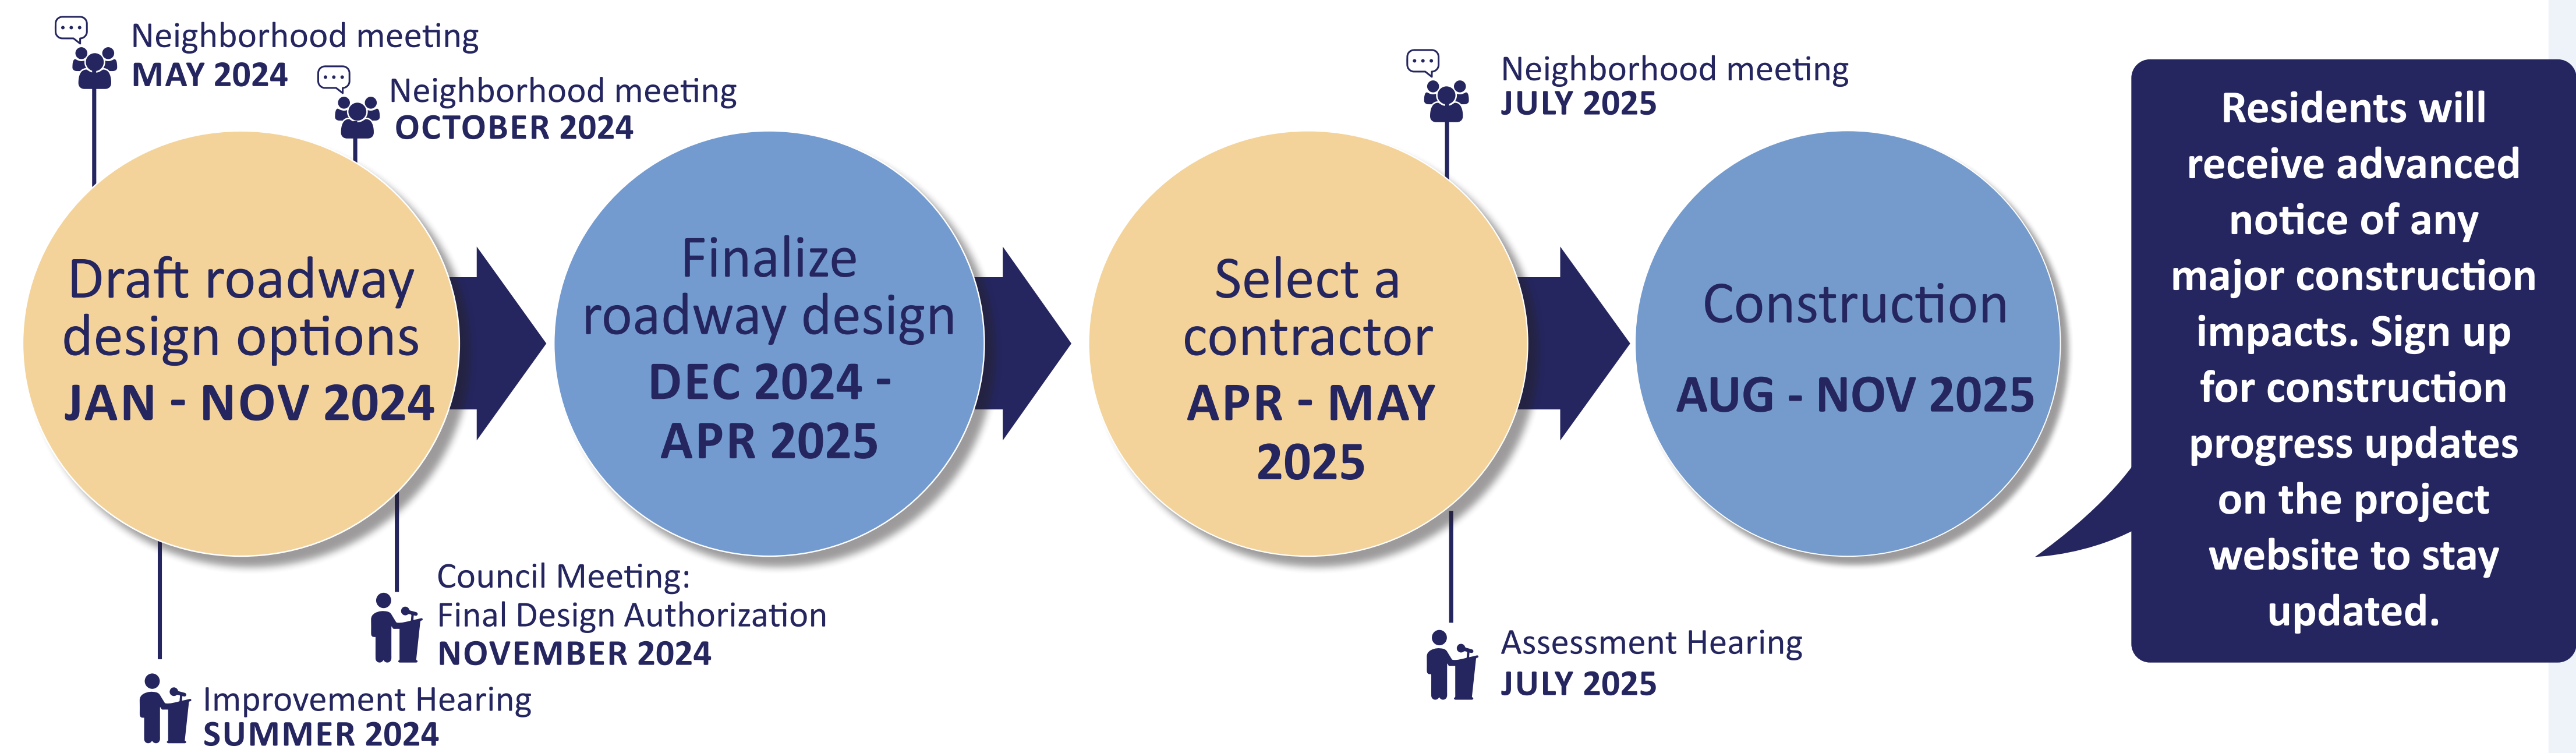 Neighborhood meeting
MAY 2024
Neighborhood meeting
OCTOBER 2024
Draft roadway
design options
JAN - NOV 2024
Improvement Hearing
SUMMER 2024
Council Meeting:
Final Design Authorization
NOVEMBER 2024
Finalize
roadway design
DEC 2024 -
APR 2025
Neighborhood meeting
JULY 2025
Select a
contractor
APR - MAY
2025
Assessment Hearing
JULY 2025
Construction
AUG - NOV 2025
Residents will
receive advanced
notice of any
major construction
impacts. Sign up
for construction
progress updates
on the project
website to stay
updated.